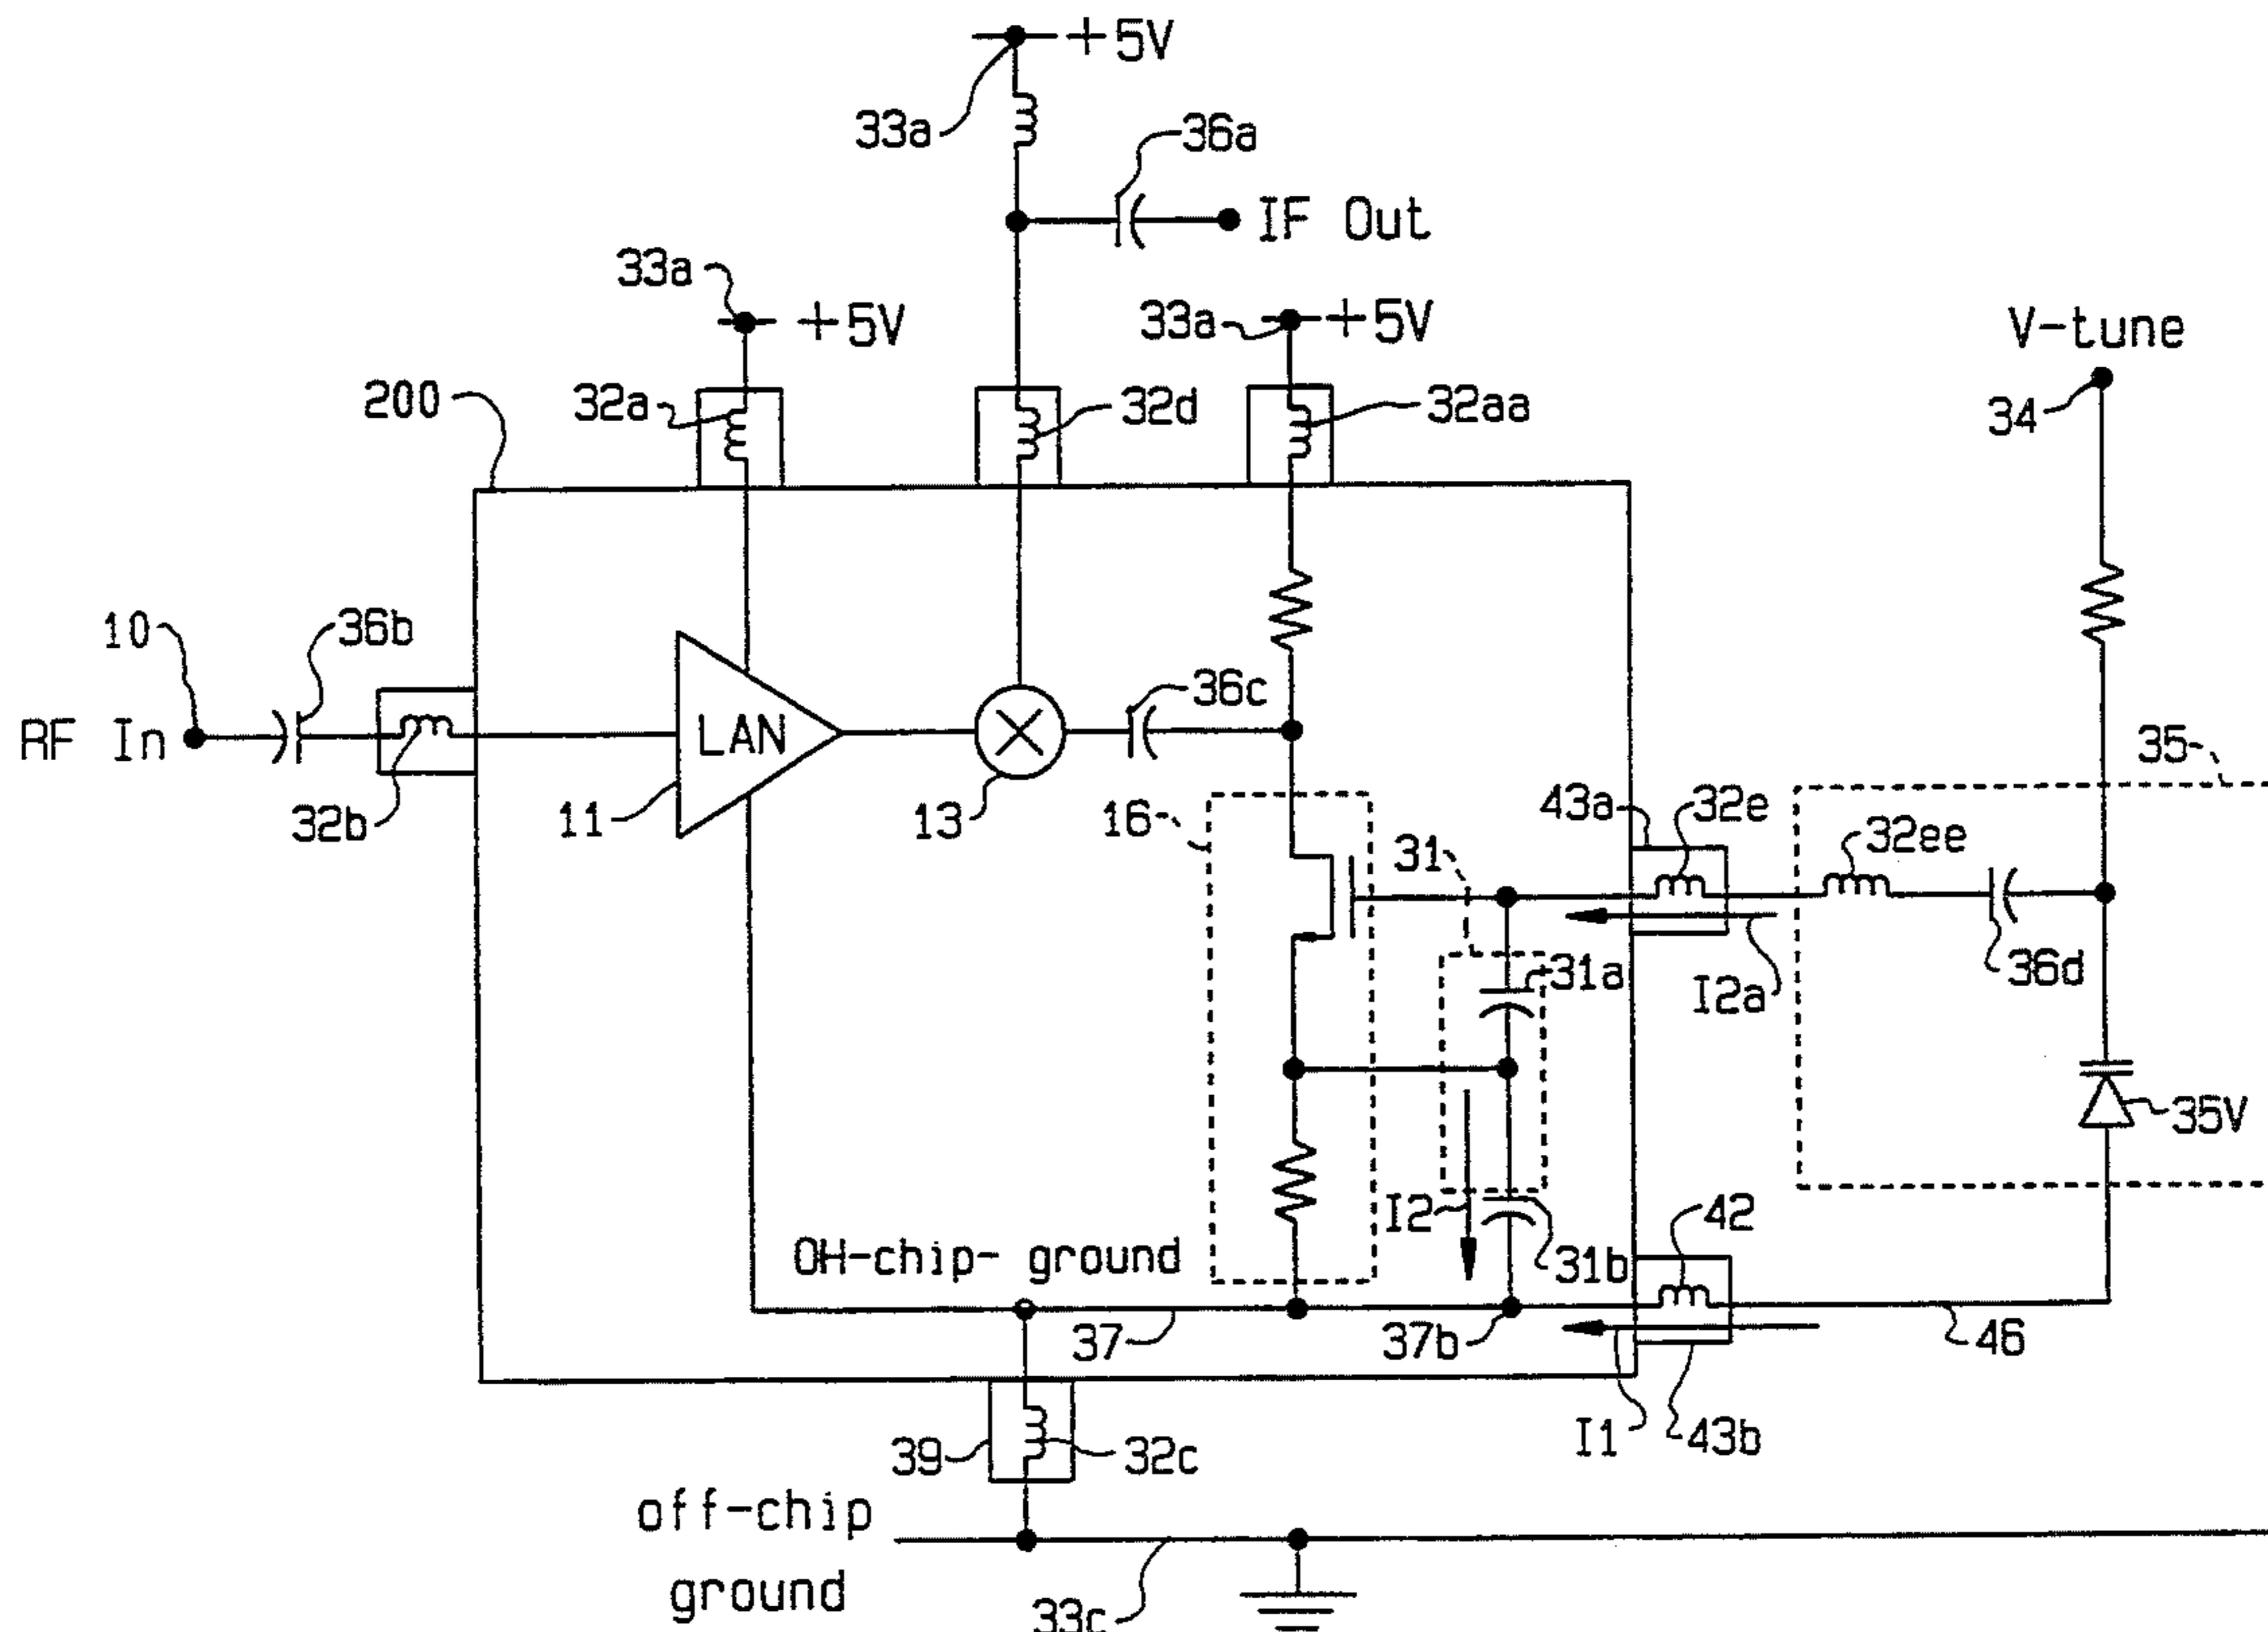 +5V
33a
36a
IF Out
33a
+5V
33a
+5V
V-tune
200
32a
32d
32aa
34
10
36b
36c
RF In
LAN
35
32b
11
13
16
31
43a
32e
32ee
31a
I2a
36d
35V
I2
42
OH-chip- ground
31b
37
37b
46
39
32c
I1
43b
off-chip
ground
33c